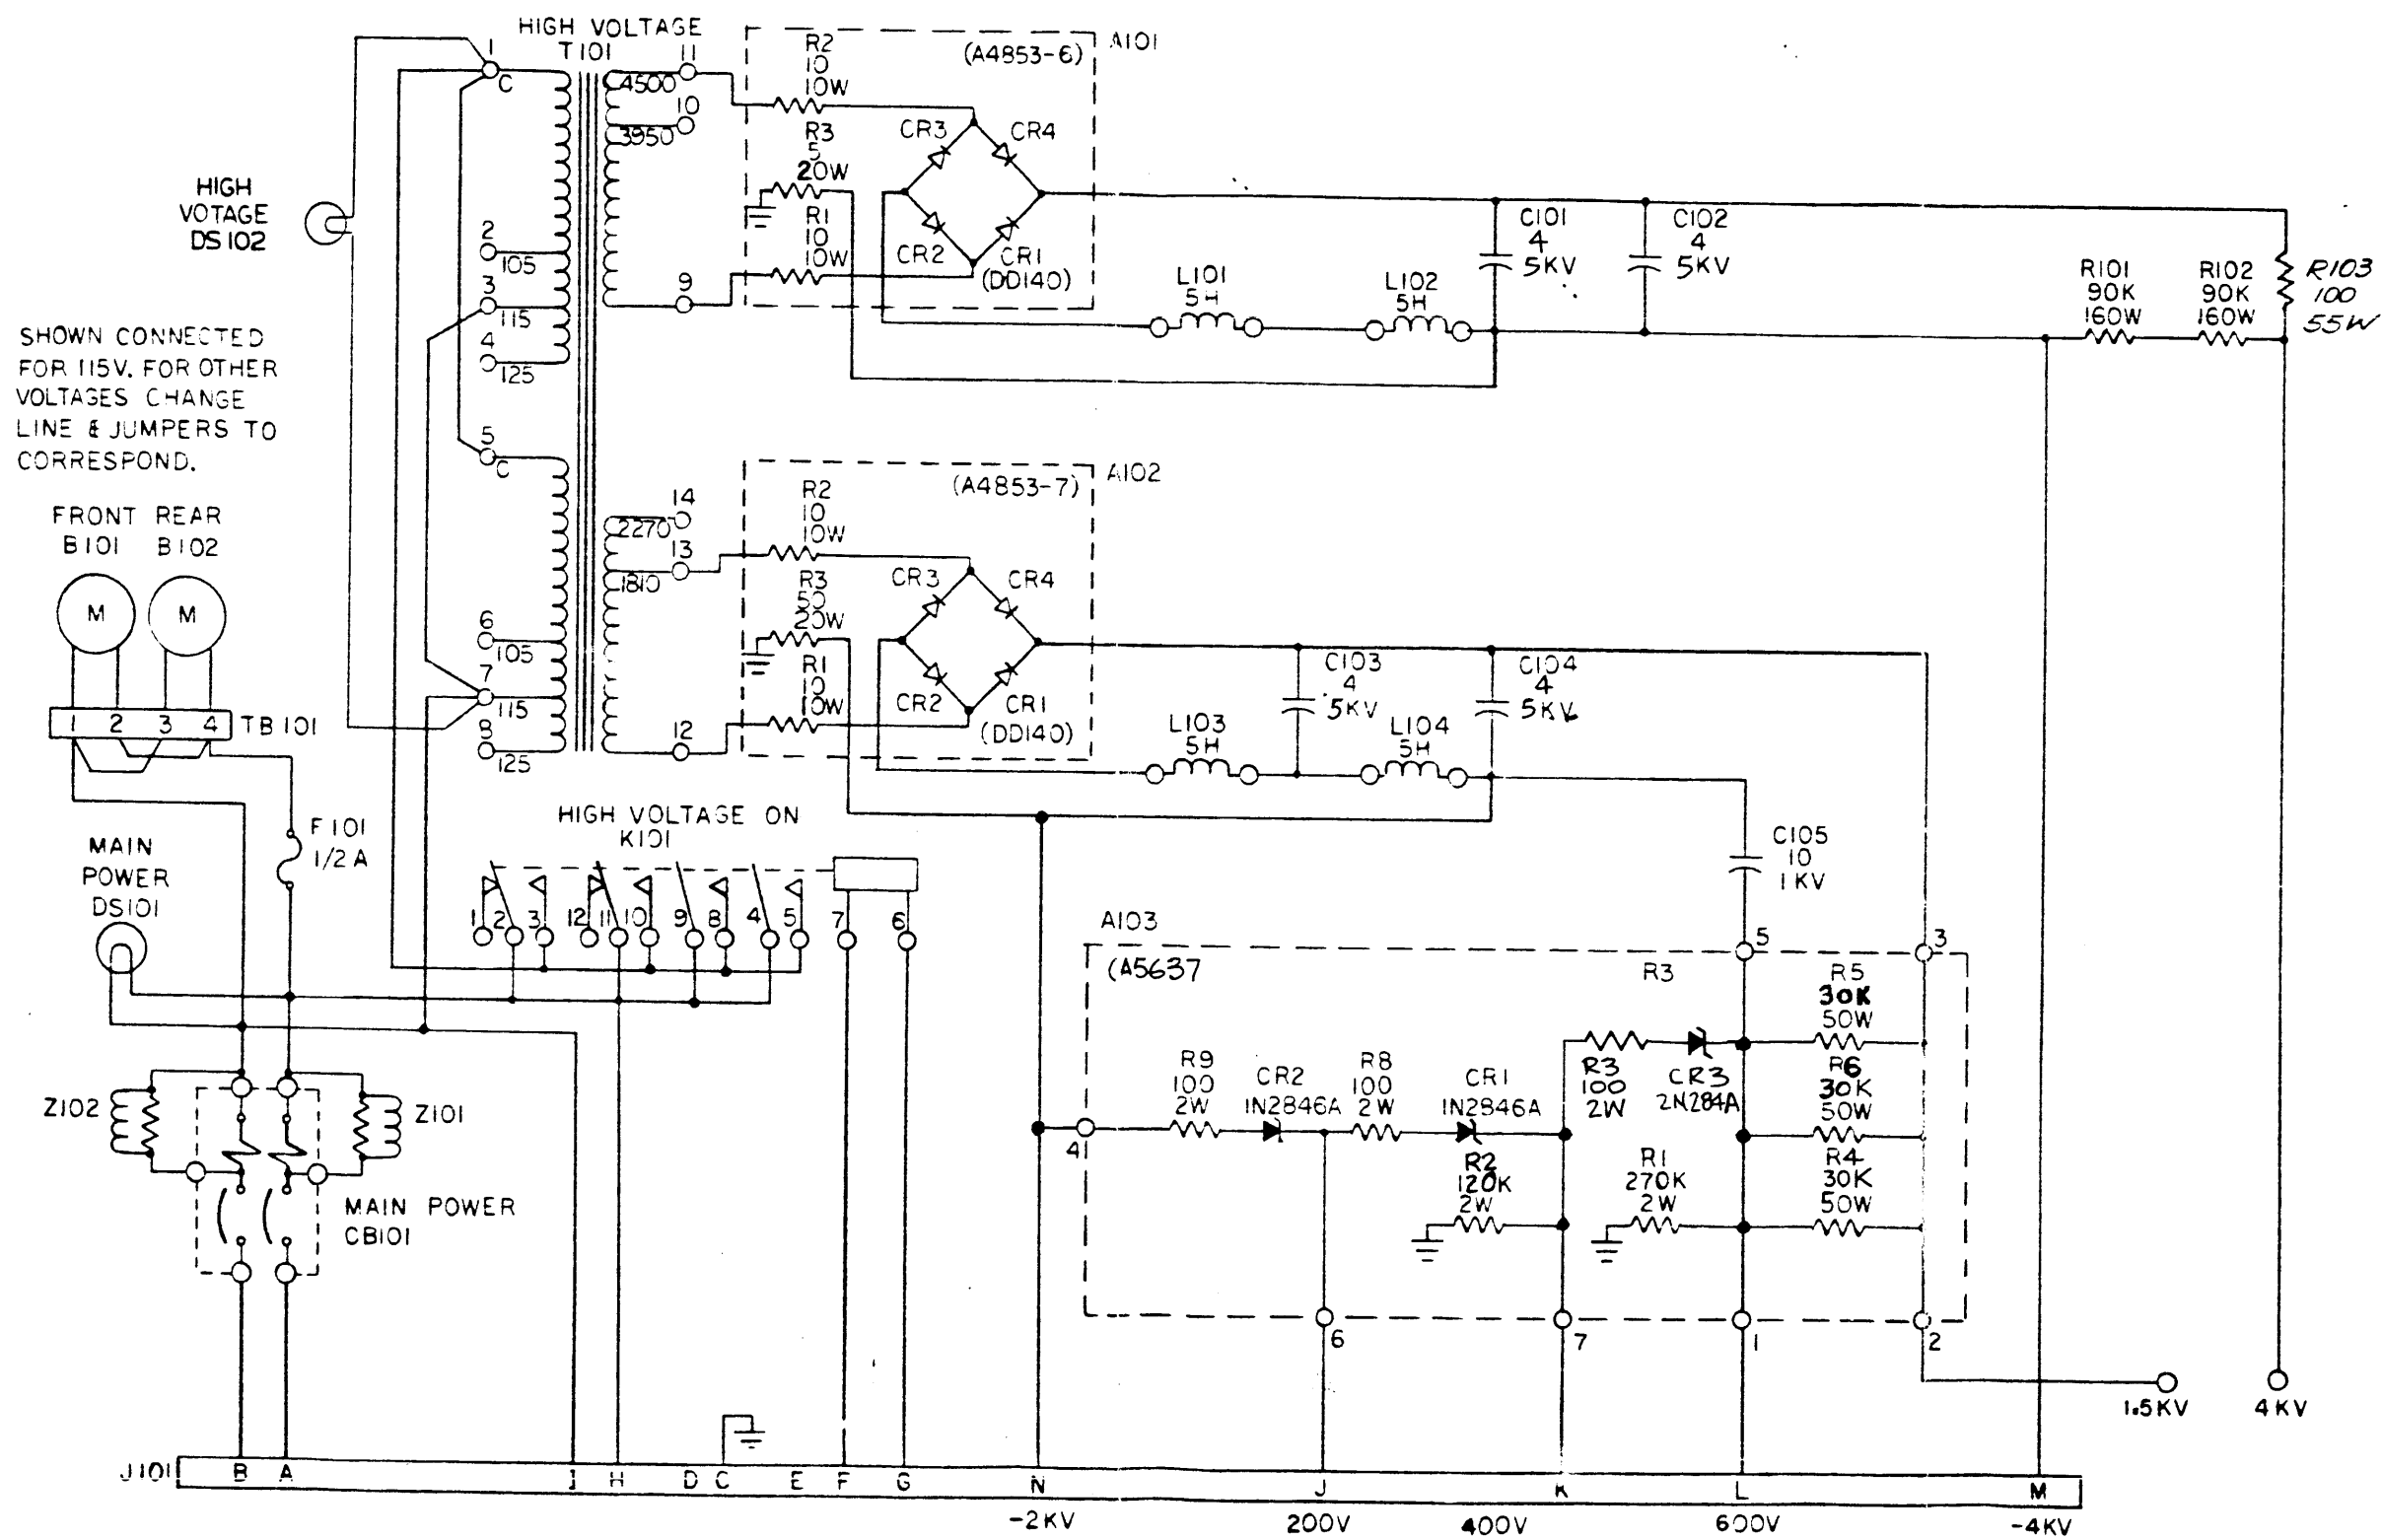 HIGH VOLTAGE
T101
1
C
2
105
3
115
4
125
11
4500
10
3950
9
HIGH
VOTAGE
DS102
SHOWN CONNECTED
FOR 115V. FOR OTHER
VOLTAGES CHANGE
LINE & JUMPERS TO
CORRESPOND.
5
C
6
105
7
115
8
125
14
2270
13
1810
12
A101
(A4853-6)
R2
10
10W
R3
5
20W
R1
10
10W
CR3
CR4
CR2
CR1
(DD140)
L101
5H
L102
5H
C101
4
5KV
C102
4
5KV
R101
90K
160W
R102
90K
160W
R103
100
55W
A102
(A4853-7)
R2
10
10W
R3
50
20W
R1
10
10W
CR3
CR4
CR2
CR1
(DD140)
L103
5H
L104
5H
C103
4
5KV
C104
4
5KV
C105
10
1KV
FRONT REAR
B101 B102
M M
1 2 3 4
TB101
F101
1/2A
MAIN
POWER
DS101
HIGH VOLTAGE ON
K101
1 2 3 12 11 10 9 8 4 5 7 6
Z102
Z101
MAIN POWER
CB101
A103
(A5637
5
3
R3
R5
30K
50W
R6
30K
50W
R4
30K
50W
R9
100
2W
CR2
1N2846A
R8
100
2W
CR1
1N2846A
R3
100
2W
CR3
2N284A
R2
120K
2W
R1
270K
2W
4
6
7
1
2
1.5KV
4KV
J101
B A I H D C E F G N J K L M
-2KV
200V
400V
600V
-4KV